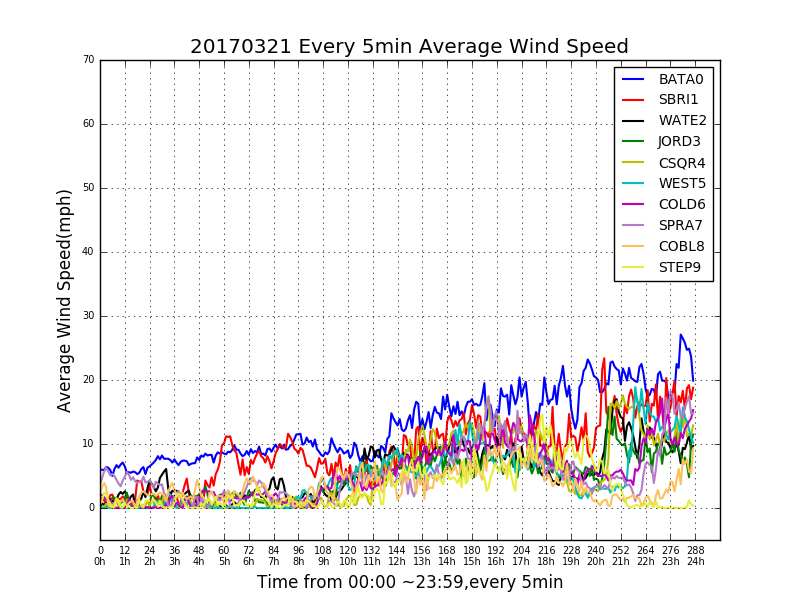 20170321 Every 5min Average Wind Speed
70
60
50
40
30
20
10
0
Average Wind Speed(mph)
BATA0
SBRI1
WATE2
JORD3
CSQR4
WEST5
COLD6
SPRA7
COBL8
STEP9
0 12 24 36 48 60 72 84 96 108 120 132 144 156 168 180 192 204 216 228 240 252 264 276 288
0h 1h 2h 3h 4h 5h 6h 7h 8h 9h 10h 11h 12h 13h 14h 15h 16h 17h 18h 19h 20h 21h 22h 23h 24h
Time from 00:00 ~23:59,every 5min